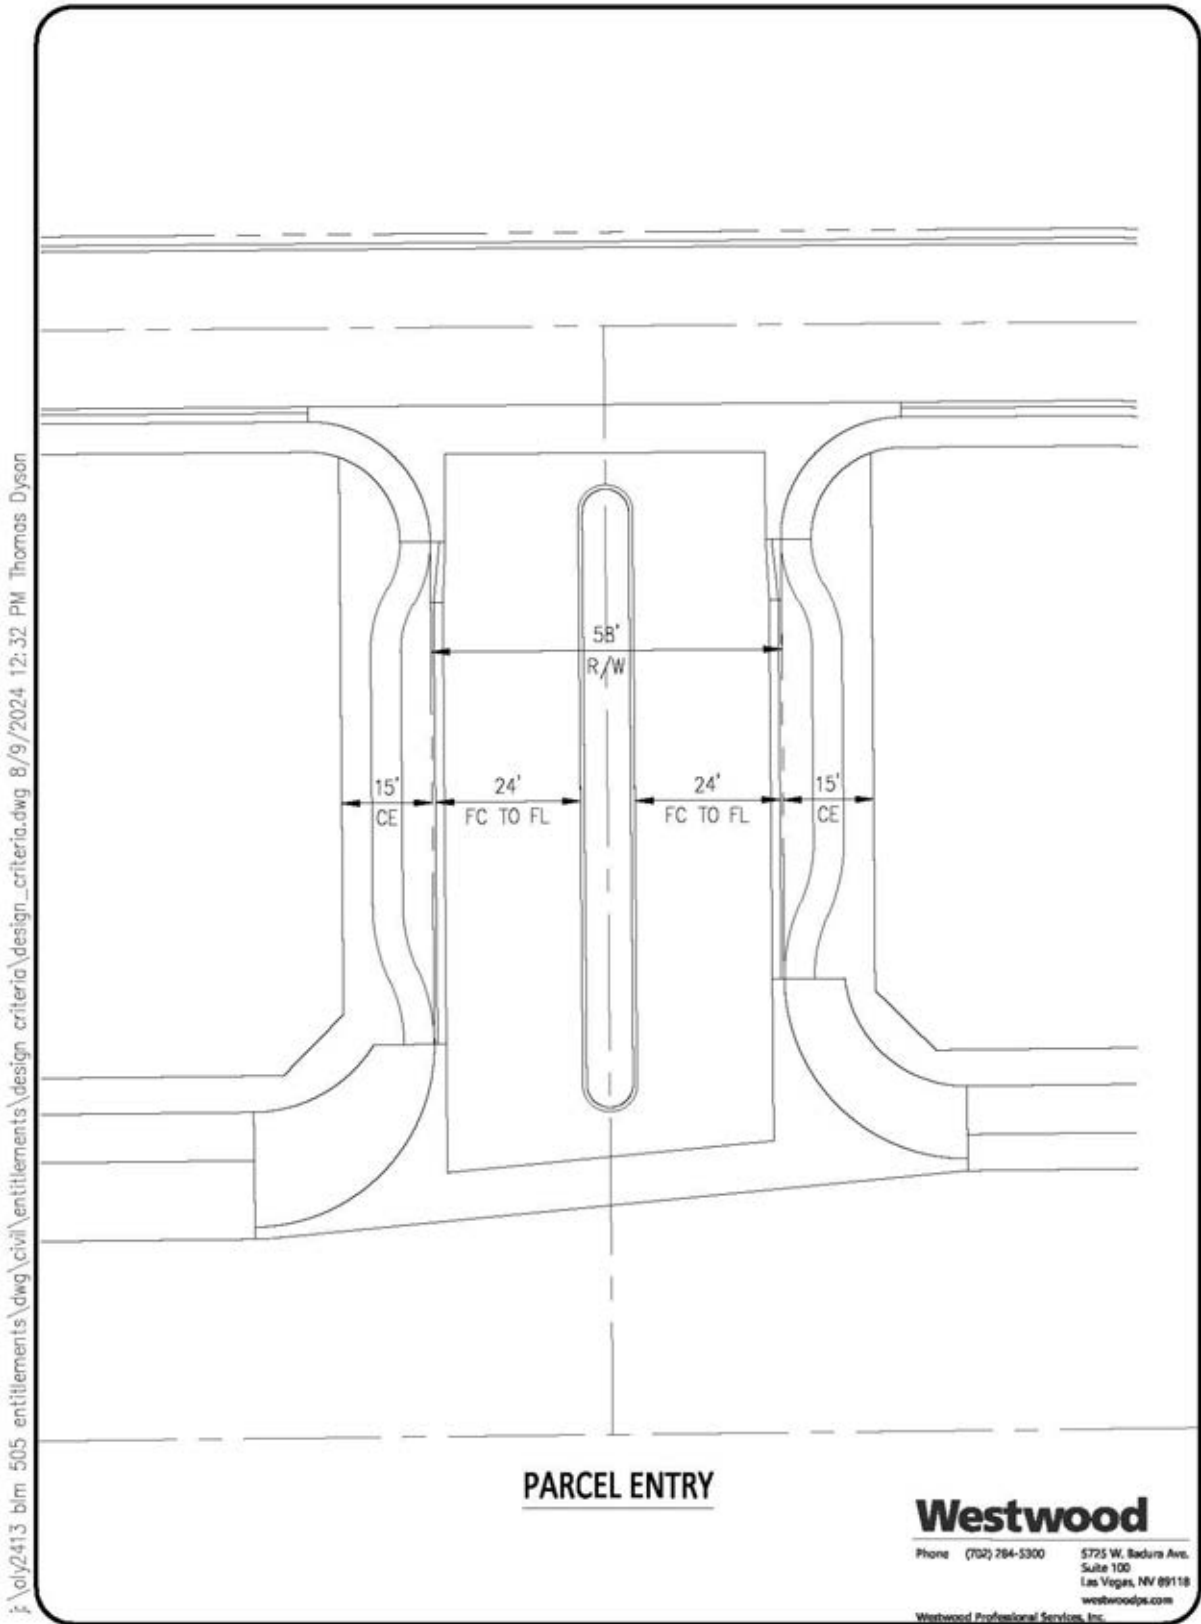 j:\oly2413 blm 505 entitlements\dwg\civil\entitlements\design criteria\design_criteria.dwg 8/9/2024 12:32 PM Thomas Dyson
58'
R/W
15'
CE
24'
FC TO FL
24'
FC TO FL
15'
CE
PARCEL ENTRY
Westwood
Phone (702) 284-5300
5725 W. Badura Ave.
Suite 100
Las Vegas, NV 89118
westwoodps.com
Westwood Professional Services, Inc.